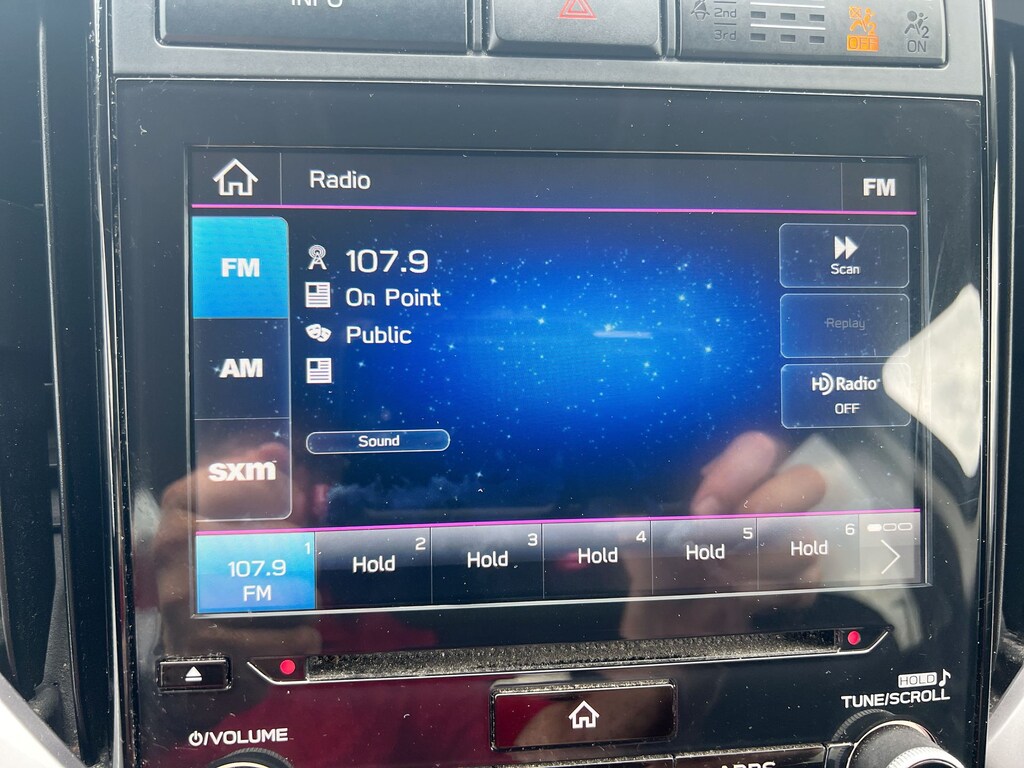 INFO
2nd
3rd
OFF
ON
Radio
FM
FM
107.9
On Point
Public
AM
sxm
Sound
Scan
Replay
HD Radio
OFF
1
107.9
FM
2
Hold
3
Hold
4
Hold
5
Hold
6
Hold
HOLD
TUNE/SCROLL
/VOLUME
APPS